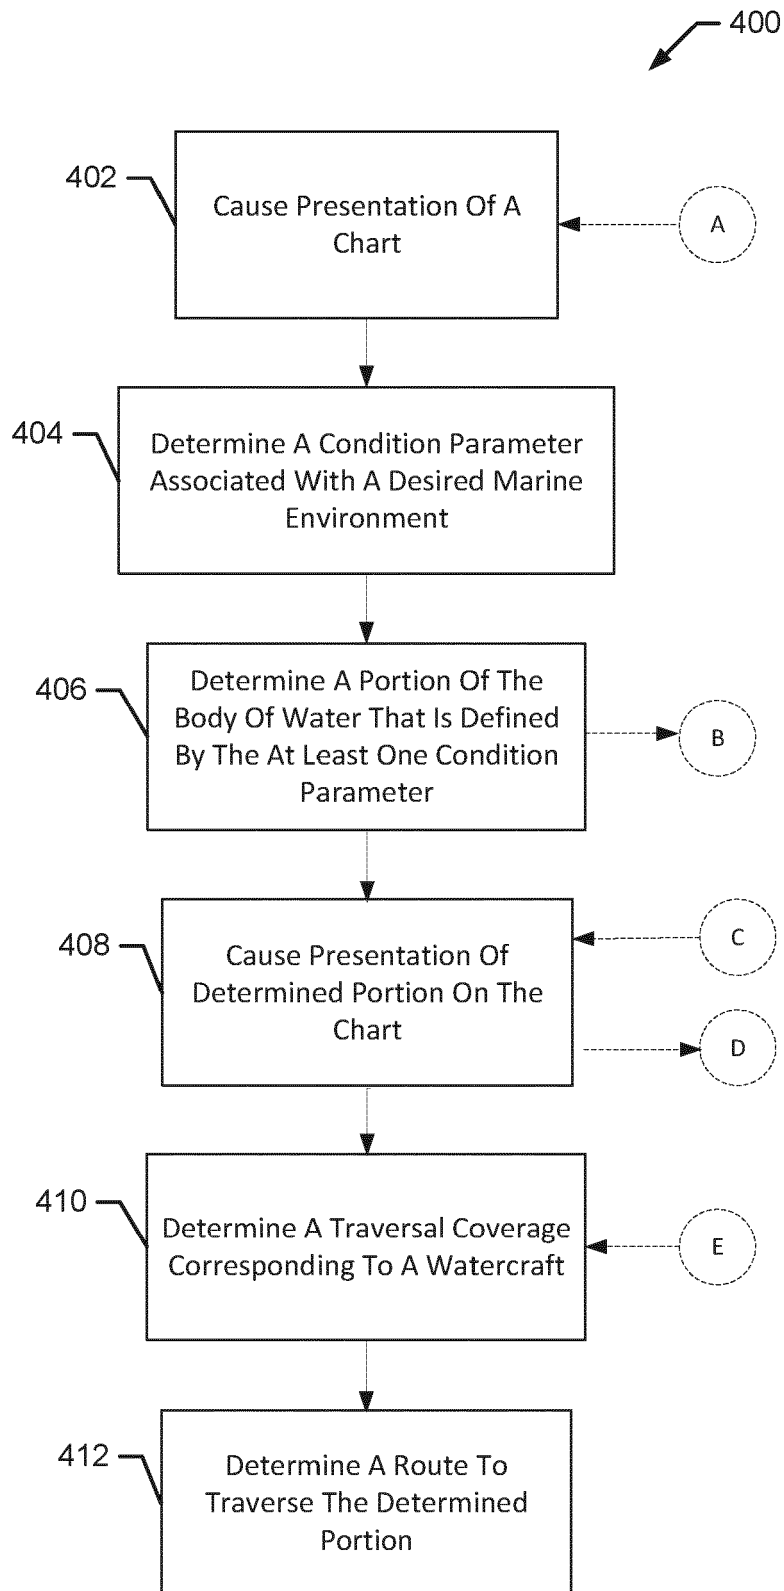 400
402
Cause Presentation Of A
Chart
A
404
Determine A Condition Parameter
Associated With A Desired Marine
Environment
406
Determine A Portion Of The
Body Of Water That Is Defined
By The At Least One Condition
Parameter
B
408
Cause Presentation Of
Determined Portion On The
Chart
C
D
410
Determine A Traversal Coverage
Corresponding To A Watercraft
E
412
Determine A Route To
Traverse The Determined
Portion